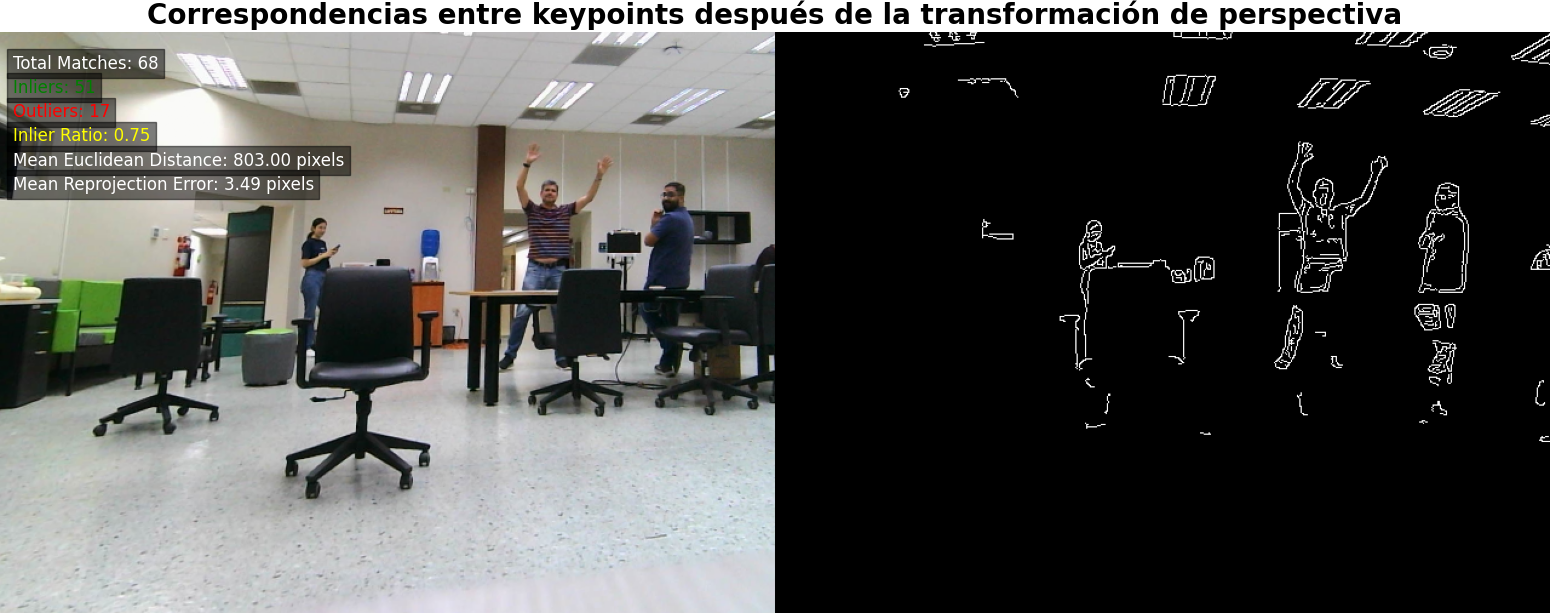 Correspondencias entre keypoints después de la transformación de perspectiva
Total Matches: 68
Inliers: 51
Outliers: 17
Inlier Ratio: 0.75
Mean Euclidean Distance: 803.00 pixels
Mean Reprojection Error: 3.49 pixels